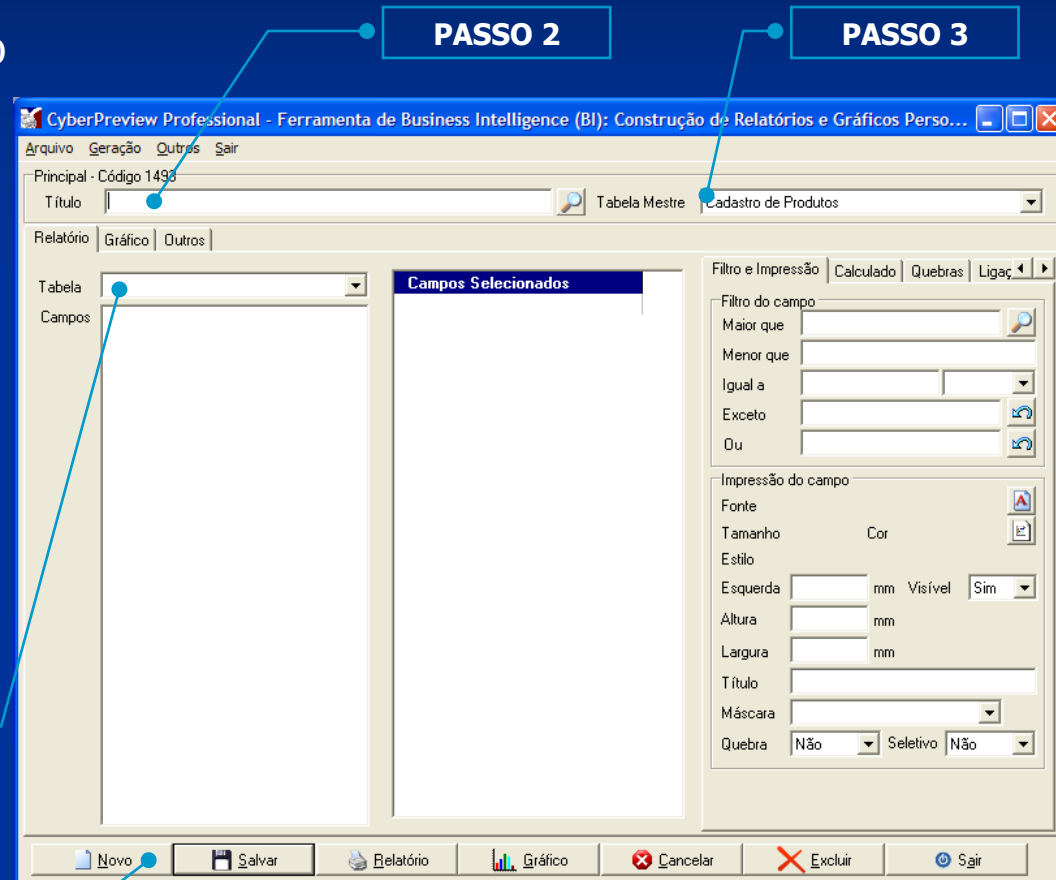 PASSO 2
PASSO 3
CyberPreview Professional - Ferramenta de Business Intelligence (BI): Construção de Relatórios e Gráficos Perso...
Arquivo Geração Outros Sair
Principal - Código 1493
Título
Tabela Mestre Cadastro de Produtos
Relatório Gráfico Outros
Tabela
Campos
Campos Selecionados
Filtro e Impressão Calculado Quebras Ligaç
Filtro do campo
Maior que
Menor que
Igual a
Exceto
Ou
Impressão do campo
Fonte
Tamanho Cor
Estilo
Esquerda mm Visível Sim
Altura mm
Largura mm
Título
Máscara
Quebra Não Seletivo Não
Novo Salvar Relatório Gráfico Cancelar Excluir Sair